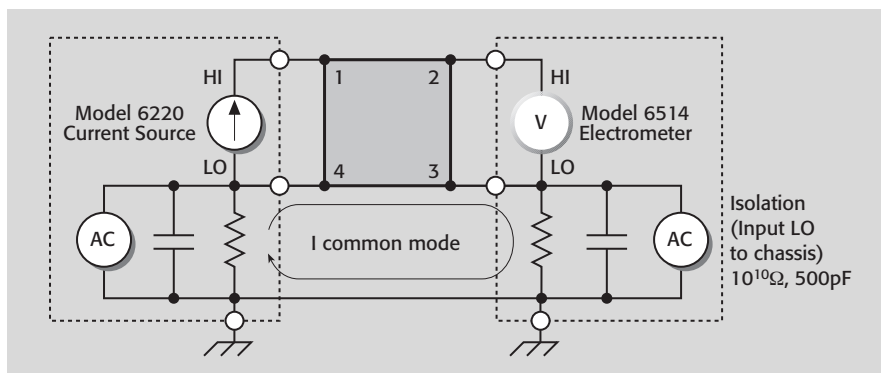 HI
1
2
HI
Model 6220
Current Source
V
Model 6514
Electrometer
LO
4
3
LO
AC
I common mode
AC
Isolation
(Input LO
to chassis)
10¹⁰Ω, 500pF